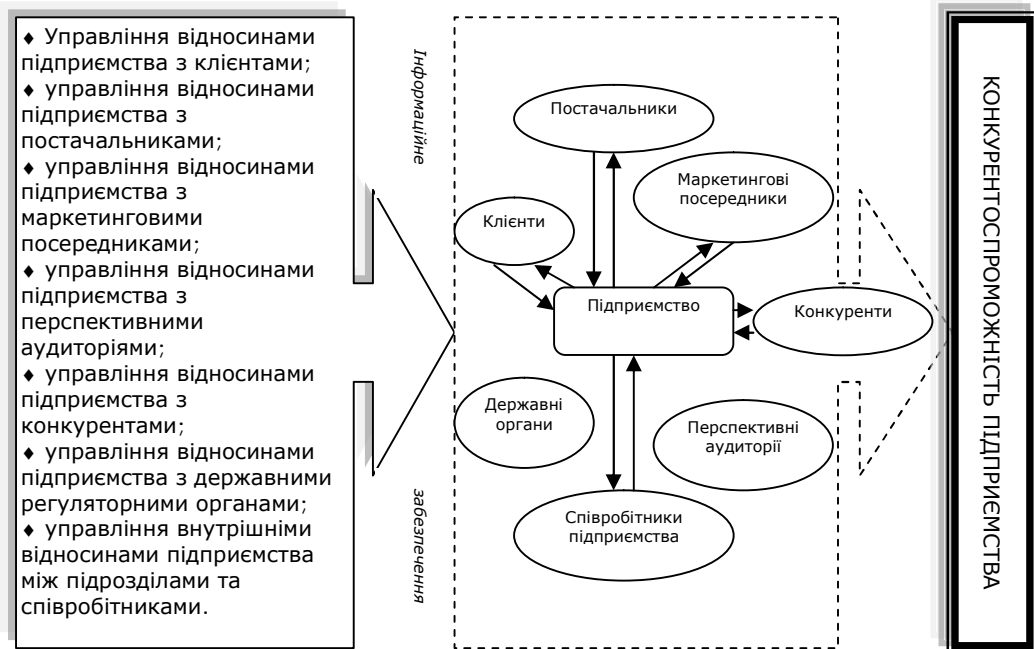 ♦ Управління відносинами
підприємства з клієнтами;
♦ управління відносинами
підприємства з
постачальниками;
♦ управління відносинами
підприємства з
маркетинговими
посередниками;
♦ управління відносинами
підприємства з
перспективними
аудиторіями;
♦ управління відносинами
підприємства з
конкурентами;
♦ управління відносинами
підприємства з державними
регуляторними органами;
♦ управління внутрішніми
відносинами підприємства
між підрозділами та
співробітниками.
Інформаційне
забезпечення
Постачальники
Маркетингові
посередники
Клієнти
Підприємство
Конкуренти
Державні
органи
Перспективні
аудиторії
Співробітники
підприємства
КОНКУРЕНТОСПРОМОЖНІСТЬ ПІДПРИЄМСТВА